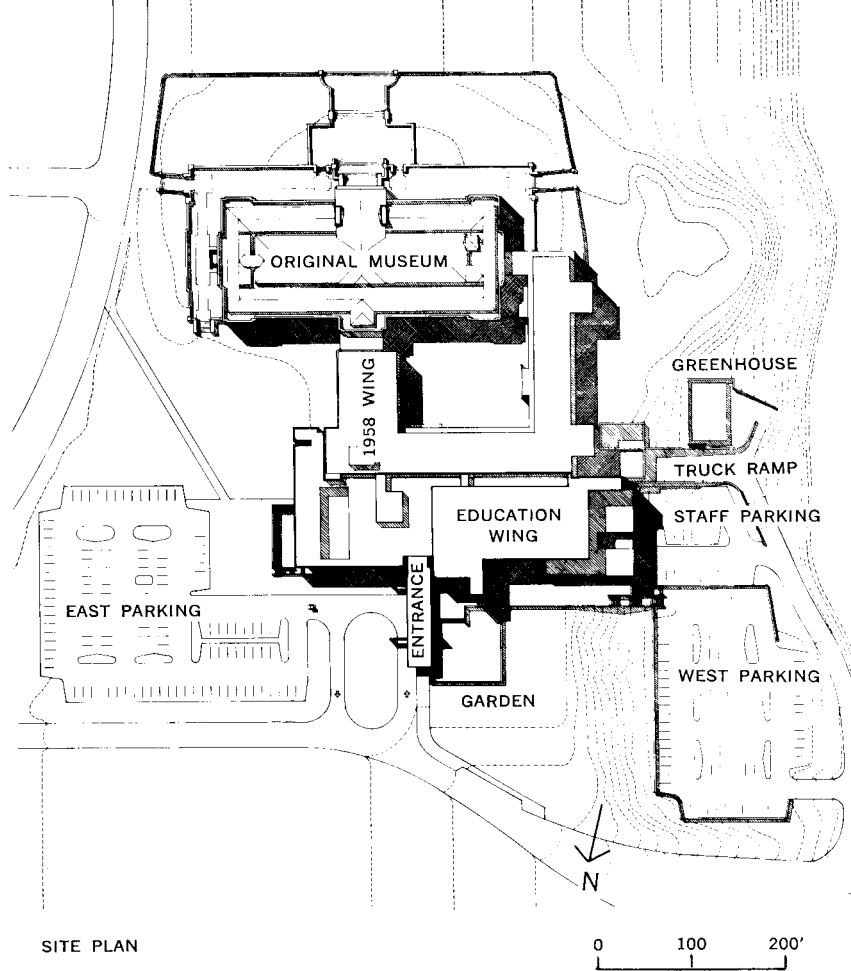 ORIGINAL MUSEUM
1958 WING
GREENHOUSE
TRUCK RAMP
EDUCATION
WING
STAFF PARKING
EAST PARKING
ENTRANCE
WEST PARKING
GARDEN
N
SITE PLAN
0 100 200'